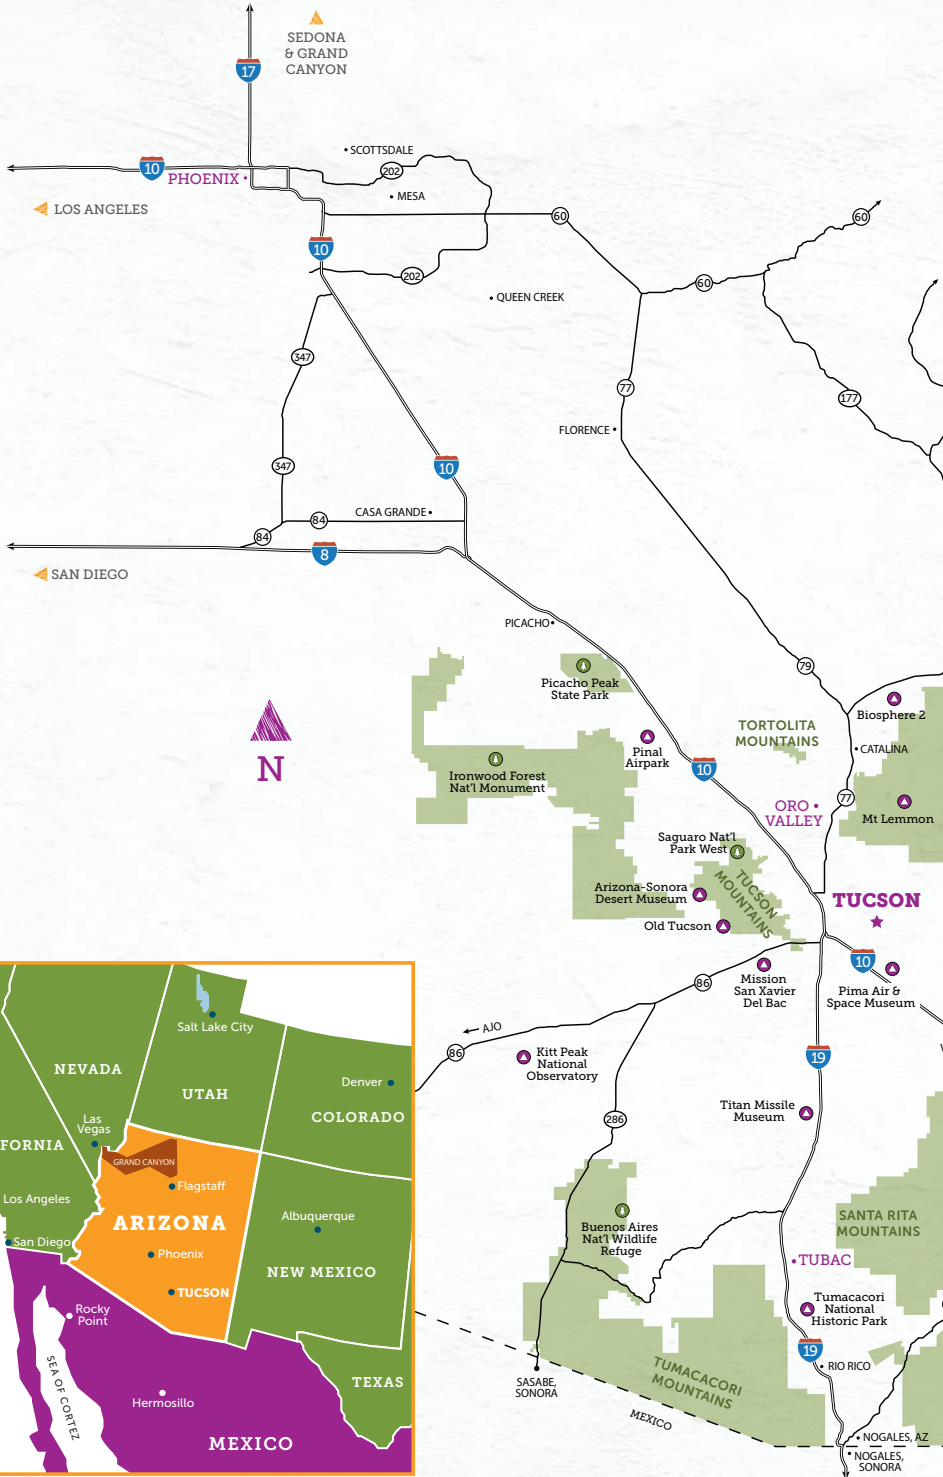 SEDONA
& GRAND
CANYON
17
SCOTTSDALE
10
202
PHOENIX
MESA
LOS ANGELES
60
60
10
202
60
QUEEN CREEK
347
77
177
FLORENCE
347
10
CASA GRANDE
84
84
8
SAN DIEGO
PICACHO
79
Picacho Peak
State Park
Biosphere 2
TORTOLITA
MOUNTAINS
Pinal
Airpark
CATALINA
N
Ironwood Forest
Nat'l Monument
10
77
ORO
VALLEY
Mt Lemmon
Saguaro Nat'l
Park West
TUCSON
MOUNTAINS
Arizona-Sonora
Desert Museum
TUCSON
Old Tucson
10
Mission
San Xavier
Del Bac
86
Pima Air &
Space Museum
AJO
86
Kitt Peak
National
Observatory
19
286
Titan Missile
Museum
Buenos Aires
Nat'l Wildlife
Refuge
SANTA RITA
MOUNTAINS
TUBAC
Tumacacori
National
Historic Park
19
RIO RICO
SASABE,
SONORA
TUMACACORI
MOUNTAINS
MEXICO
NOGALES, AZ
NOGALES,
SONORA
Salt Lake City
NEVADA
UTAH
Denver
COLORADO
Las
Vegas
FORNIA
GRAND CANYON
Flagstaff
Los Angeles
ARIZONA
Albuquerque
San Diego
Phoenix
NEW MEXICO
TUCSON
Rocky
Point
SEA OF CORTEZ
TEXAS
Hermosillo
MEXICO